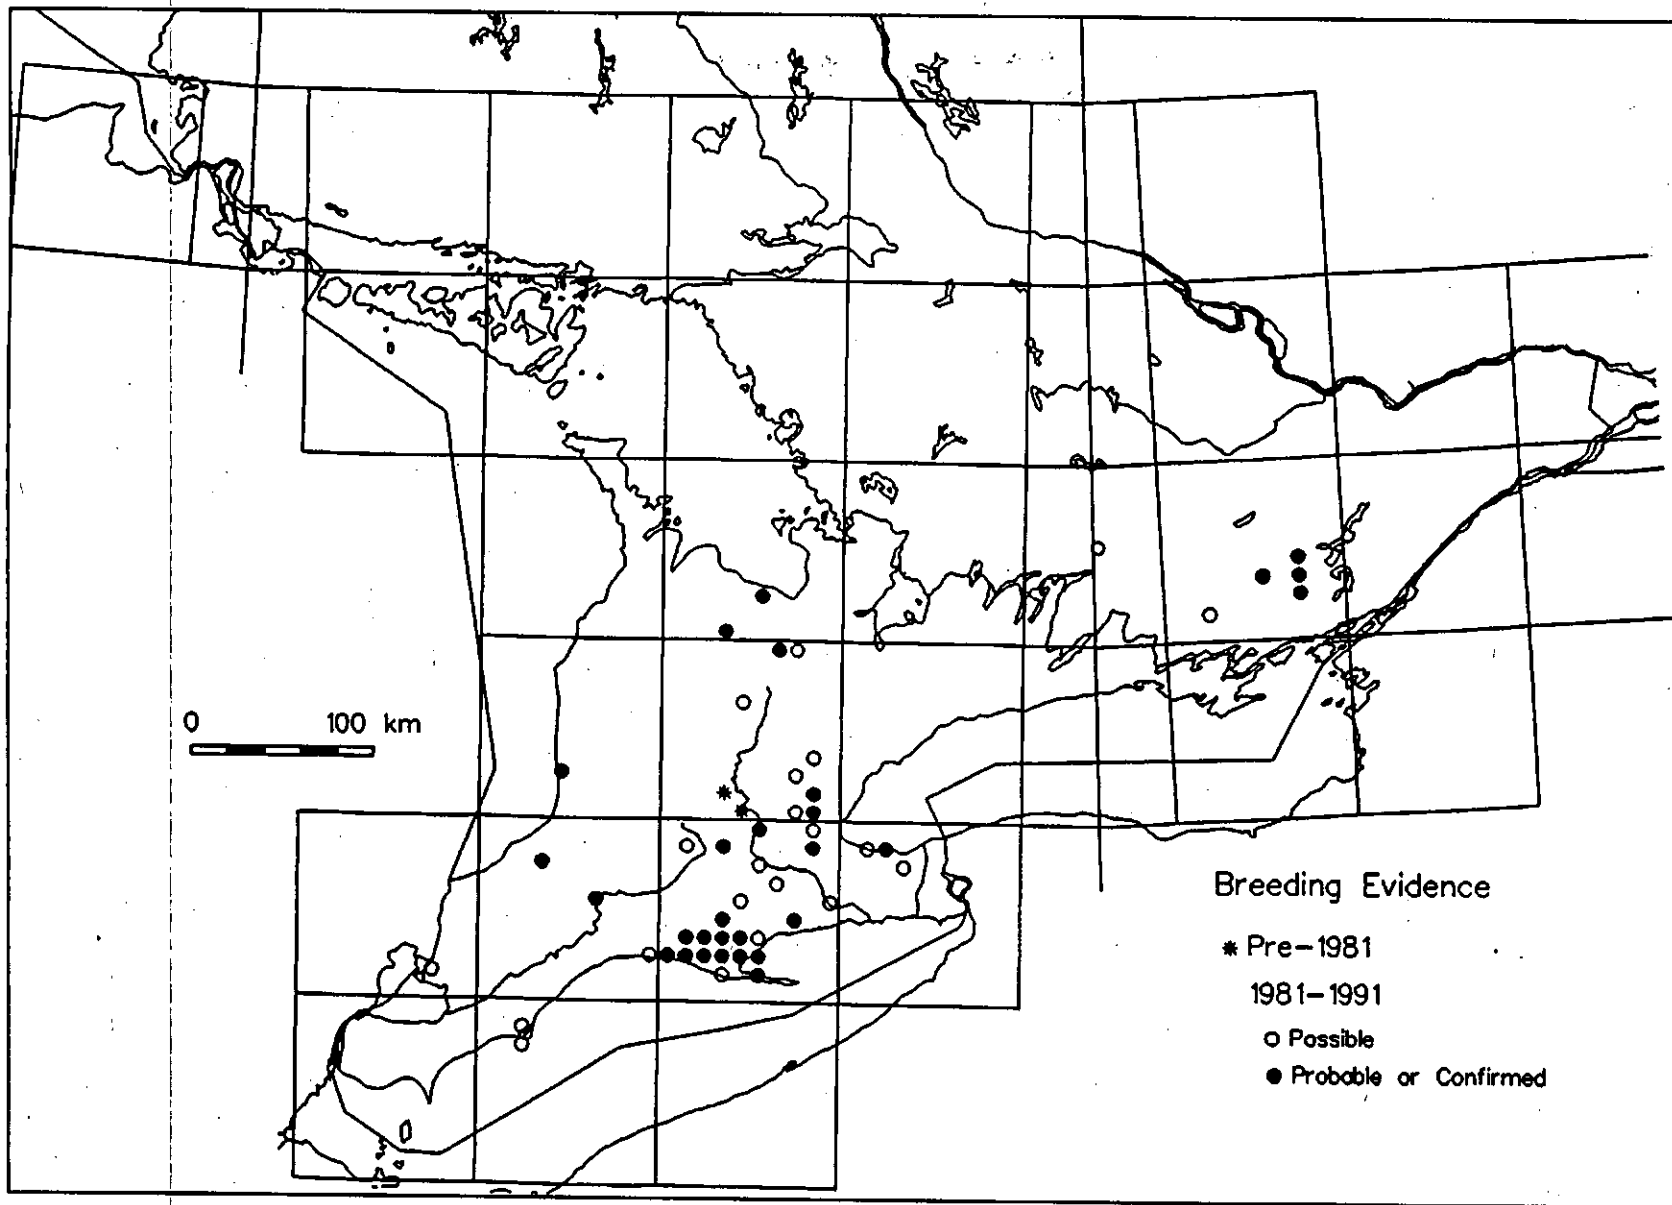 0 100 km
Breeding Evidence
* Pre-1981
1981-1991
Possible
Probable or Confirmed